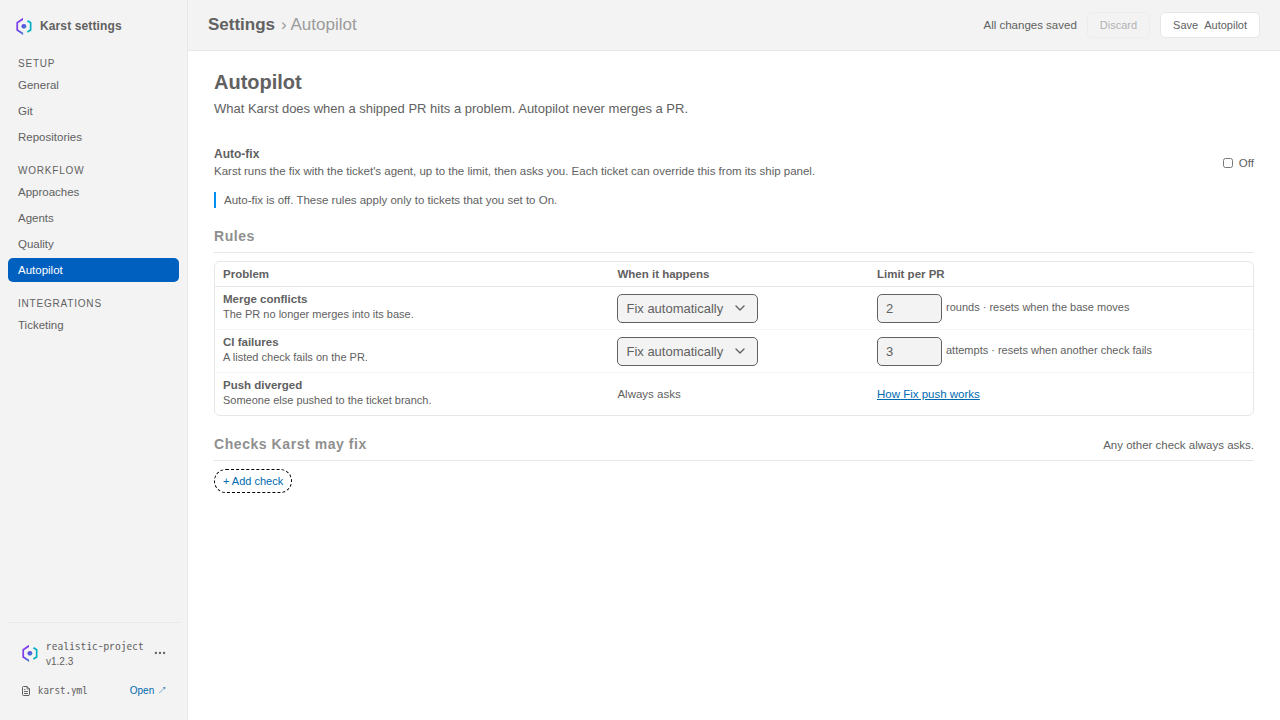 Karst settings
SETUP
General
Git
Repositories
WORKFLOW
Approaches
Agents
Quality
Autopilot
INTEGRATIONS
Ticketing
realistic-project
v1.2.3
karst.yml
Open ↗
Settings › Autopilot
All changes saved
Discard
Save Autopilot
Autopilot
What Karst does when a shipped PR hits a problem. Autopilot never merges a PR.
Auto-fix
Karst runs the fix with the ticket's agent, up to the limit, then asks you. Each ticket can override this from its ship panel.
Off
Auto-fix is off. These rules apply only to tickets that you set to On.
Rules
Problem
When it happens
Limit per PR
Merge conflicts
The PR no longer merges into its base.
Fix automatically
2
rounds · resets when the base moves
CI failures
A listed check fails on the PR.
Fix automatically
3
attempts · resets when another check fails
Push diverged
Someone else pushed to the ticket branch.
Always asks
How Fix push works
Checks Karst may fix
Any other check always asks.
+ Add check